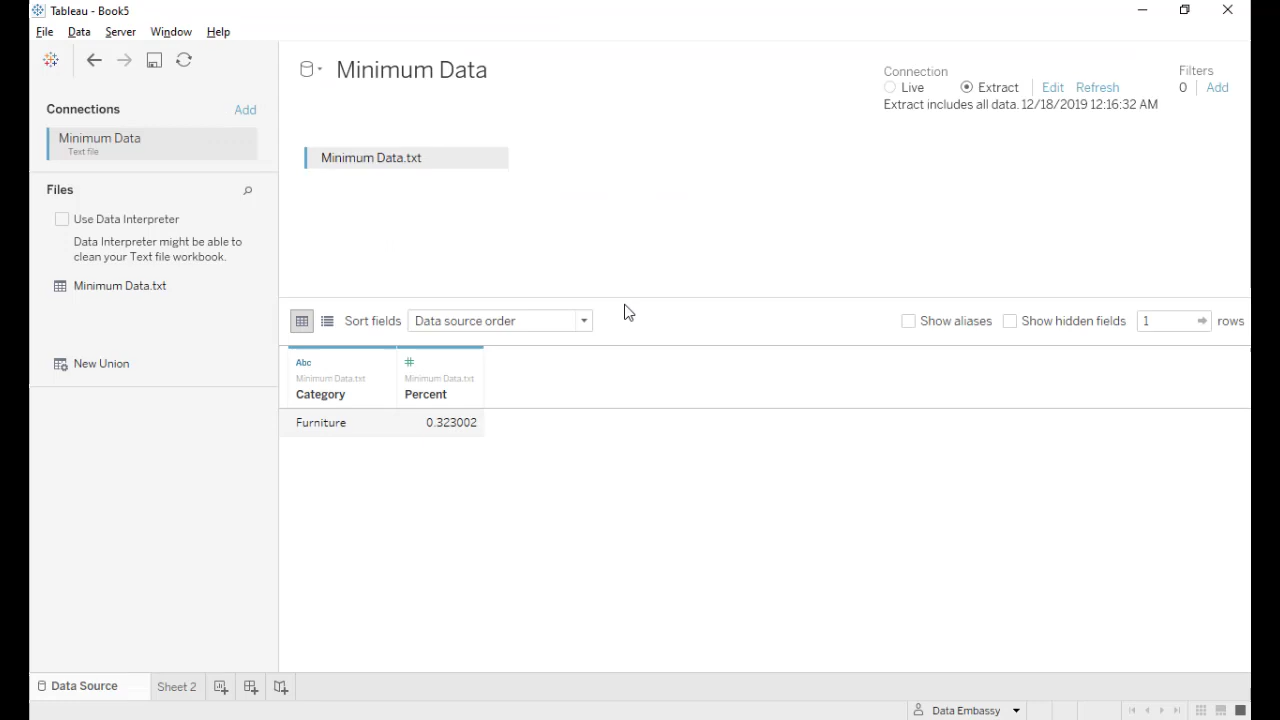 Tableau - Book5
File Data Server Window Help
Connections Add
Minimum Data
Text file
Files
Use Data Interpreter
Data Interpreter might be able to
clean your Text file workbook.
Minimum Data.txt
New Union
Minimum Data
Connection
Live Extract Edit Refresh
Extract includes all data. 12/18/2019 12:16:32 AM
Filters
0 Add
Minimum Data.txt
Sort fields Data source order Show aliases Show hidden fields 1 rows
Abc #
Minimum Data.txt Minimum Data.txt
Category Percent
Furniture 0.323002
Data Source Sheet 2
Data Embassy